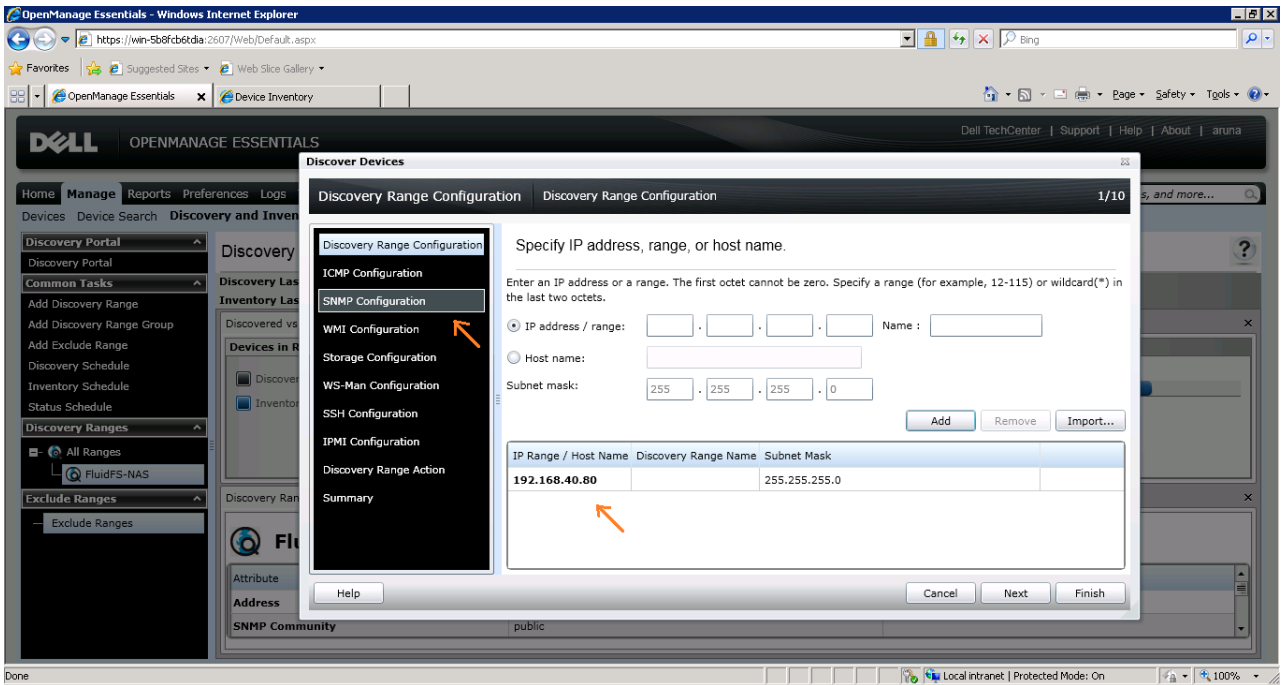 OpenManage Essentials - Windows Internet Explorer
https://win-5b8fcb6tdia:2607/Web/Default.aspx
Bing
Favorites Suggested Sites Web Slice Gallery
OpenManage Essentials x Device Inventory
Page Safety Tools
DELL OPENMANAGE ESSENTIALS
Dell TechCenter | Support | Help | About | aruna
Home Manage Reports Preferences Logs
s, and more...
Devices Device Search Discovery and Inven
Discovery Portal
Discovery Portal
Common Tasks
Add Discovery Range
Add Discovery Range Group
Add Exclude Range
Discovery Schedule
Inventory Schedule
Status Schedule
Discovery Ranges
All Ranges
FluidFS-NAS
Exclude Ranges
Exclude Ranges
Discovery
?
Discovery Las
Inventory Las
Discovered vs
Devices in R
Discover
Inventor
Discovery Ran
Flu
Attribute
Address
SNMP Community public
Discover Devices
Discovery Range Configuration Discovery Range Configuration 1/10
Discovery Range Configuration
ICMP Configuration
SNMP Configuration
WMI Configuration
Storage Configuration
WS-Man Configuration
SSH Configuration
IPMI Configuration
Discovery Range Action
Summary
Specify IP address, range, or host name.
Enter an IP address or a range. The first octet cannot be zero. Specify a range (for example, 12-115) or wildcard(*) in
the last two octets.
IP address / range: . . . Name :
Host name:
Subnet mask: 255 . 255 . 255 . 0
Add Remove Import...
IP Range / Host Name Discovery Range Name Subnet Mask
192.168.40.80 255.255.255.0
Help Cancel Next Finish
Done Local intranet | Protected Mode: On 100%